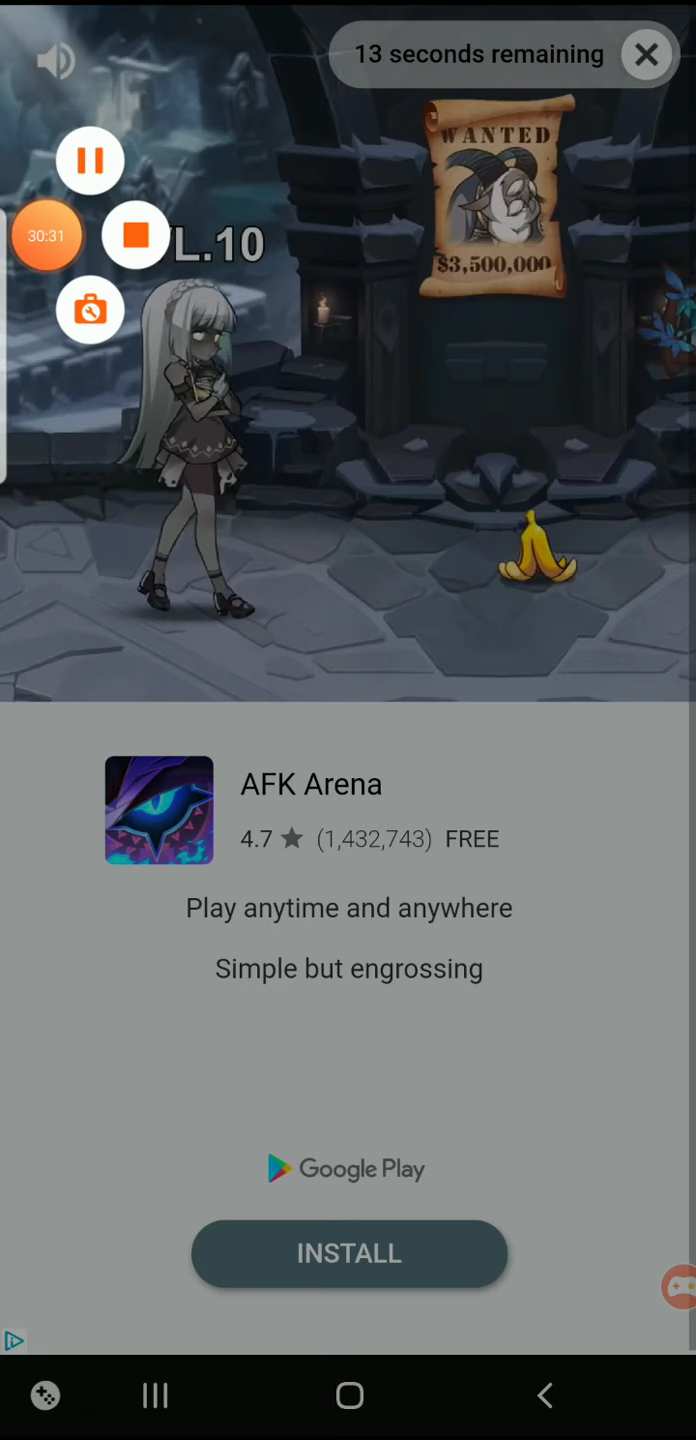 13 seconds remaining
WANTED
$3,500,000
30:31
L.10
AFK Arena
4.7 ★ (1,432,743) FREE
Play anytime and anywhere
Simple but engrossing
Google Play
INSTALL